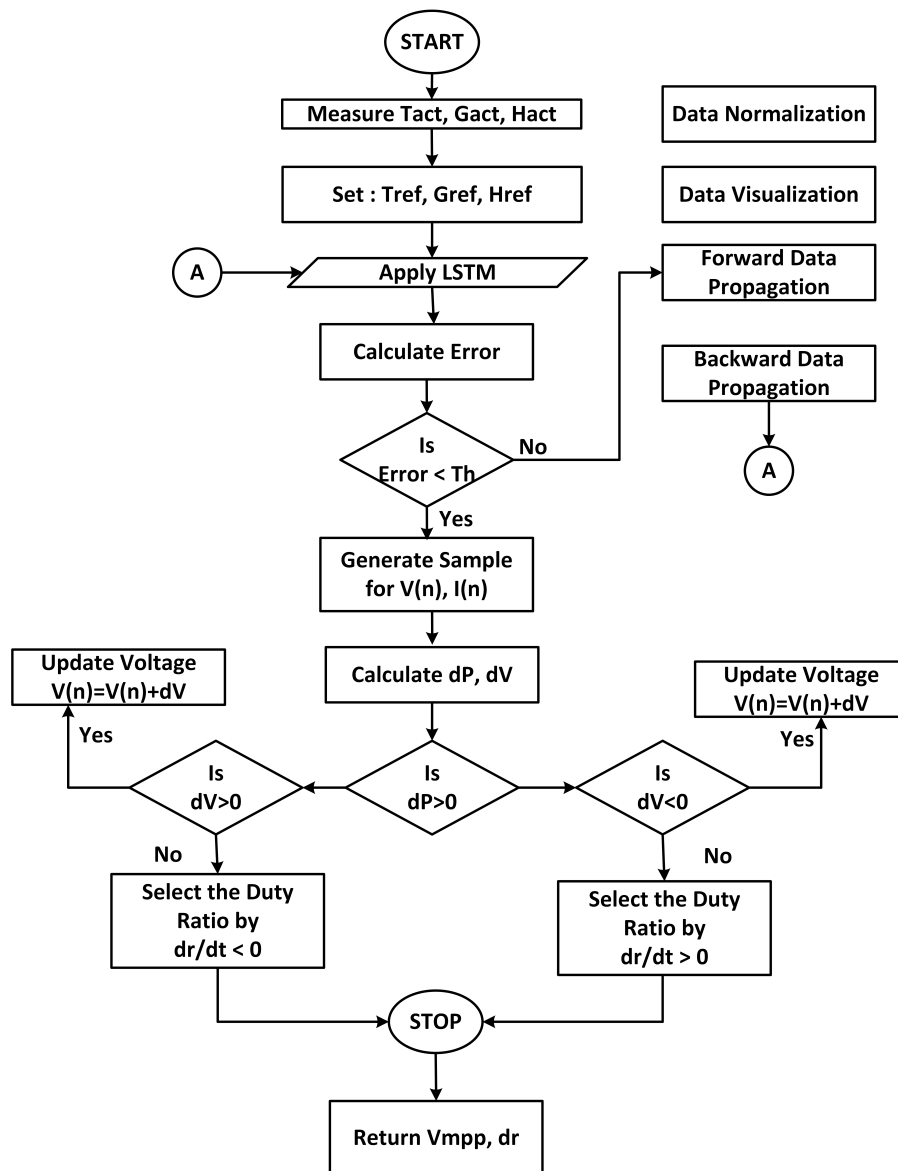 START
Measure Tact, Gact, Hact
Set : Tref, Gref, Href
A
Apply LSTM
Calculate Error
Is
Error < Th
No
Yes
Data Normalization
Data Visualization
Forward Data
Propagation
Backward Data
Propagation
A
Generate Sample
for V(n), I(n)
Calculate dP, dV
Update Voltage
V(n)=V(n)+dV
Yes
Is
dV>0
Is
dP>0
Is
dV<0
Update Voltage
V(n)=V(n)+dV
Yes
No
Select the Duty
Ratio by
dr/dt < 0
No
Select the Duty
Ratio by
dr/dt > 0
STOP
Return Vmpp, dr